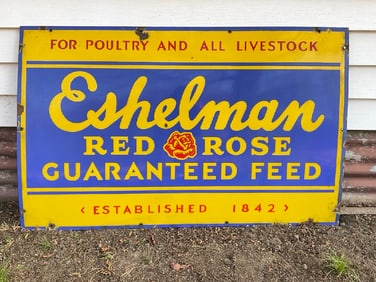 FOR POULTRY AND ALL LIVESTOCK
Eshelman
RED ROSE
GUARANTEED FEED
‹ ESTABLISHED 1842 ›